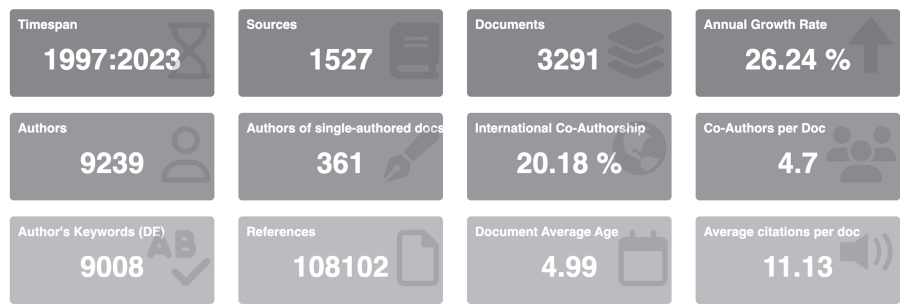 Timespan
1997:2023
Sources
1527
Documents
3291
Annual Growth Rate
26.24 %
Authors
9239
Authors of single-authored docs
361
International Co-Authorship
20.18 %
Co-Authors per Doc
4.7
Author's Keywords (DE)
9008
AB
References
108102
Document Average Age
4.99
Average citations per doc
11.13